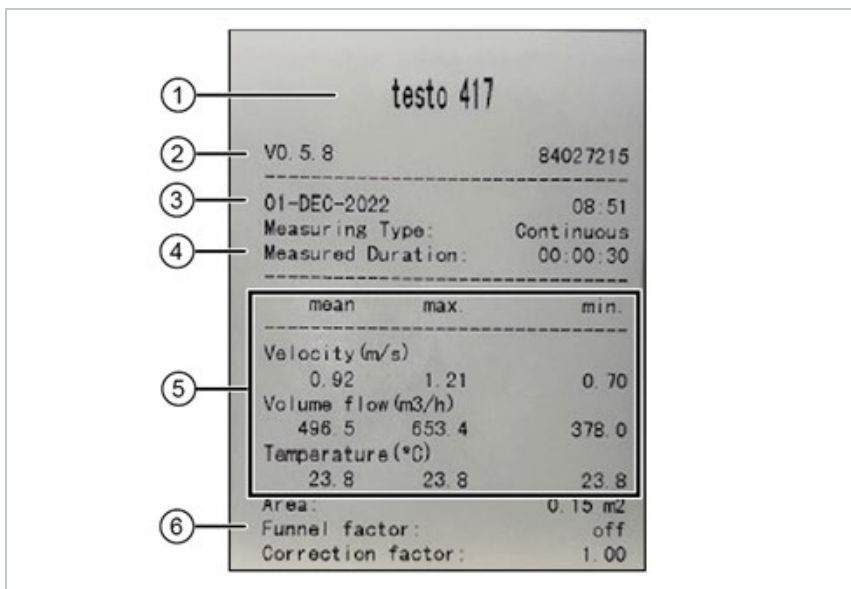 ① testo 417
② V0.5.8 84027215
③ 01-DEC-2022 08:51
Measuring Type: Continuous
④ Measured Duration: 00:00:30
mean max. min.
Velocity(m/s)
⑤ 0.92 1.21 0.70
Volume flow(m3/h)
496.5 653.4 378.0
Temperature(°C)
23.8 23.8 23.8
Area: 0.15 m2
⑥ Funnel factor: off
Correction factor: 1.00